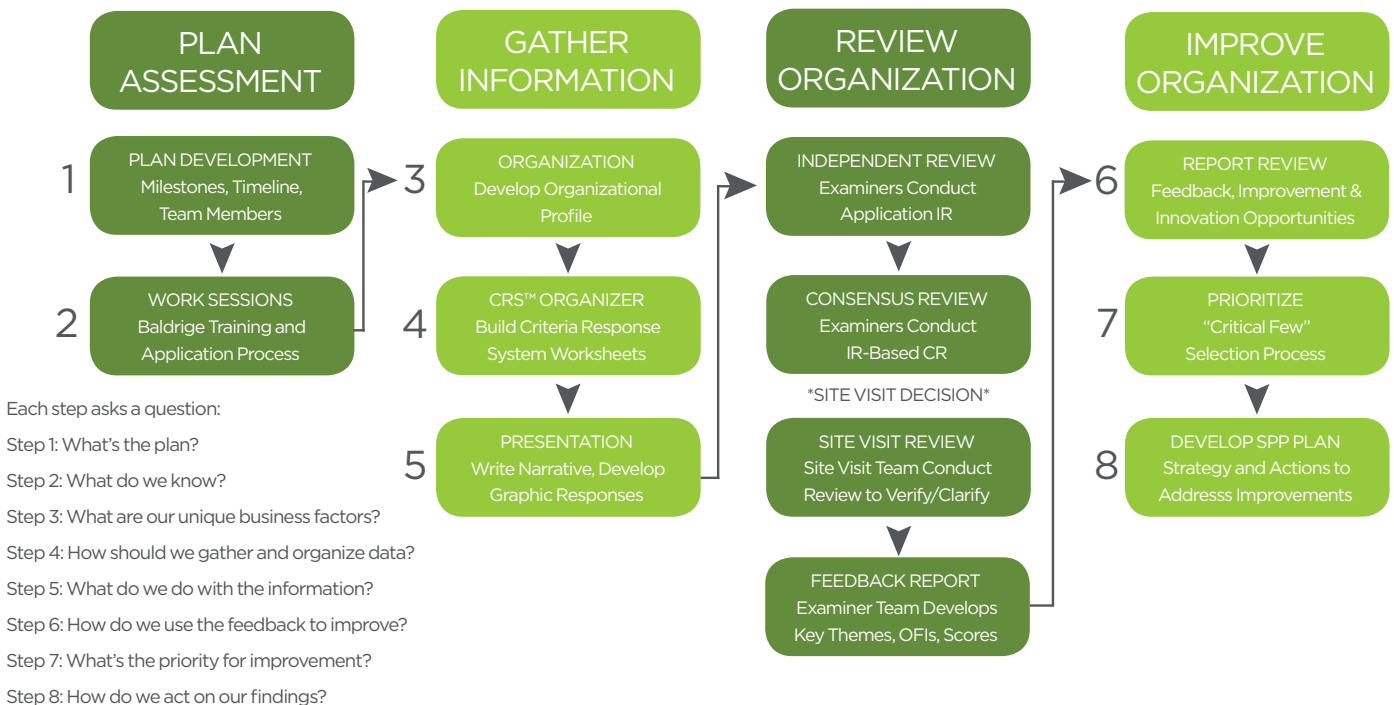 PLAN
ASSESSMENT
1
PLAN DEVELOPMENT
Milestones, Timeline,
Team Members
2
WORK SESSIONS
Baldrige Training and
Application Process
GATHER
INFORMATION
3
ORGANIZATION
Develop Organizational
Profile
4
CRS™ ORGANIZER
Build Criteria Response
System Worksheets
5
PRESENTATION
Write Narrative, Develop
Graphic Responses
REVIEW
ORGANIZATION
INDEPENDENT REVIEW
Examiners Conduct
Application IR
CONSENSUS REVIEW
Examiners Conduct
IR-Based CR
*SITE VISIT DECISION*
SITE VISIT REVIEW
Site Visit Team Conduct
Review to Verify/Clarify
FEEDBACK REPORT
Examiner Team Develops
Key Themes, OFIs, Scores
IMPROVE
ORGANIZATION
6
REPORT REVIEW
Feedback, Improvement &
Innovation Opportunities
7
PRIORITIZE
“Critical Few”
Selection Process
8
DEVELOP SPP PLAN
Strategy and Actions to
Addresss Improvements
Each step asks a question:
Step 1: What’s the plan?
Step 2: What do we know?
Step 3: What are our unique business factors?
Step 4: How should we gather and organize data?
Step 5: What do we do with the information?
Step 6: How do we use the feedback to improve?
Step 7: What’s the priority for improvement?
Step 8: How do we act on our findings?